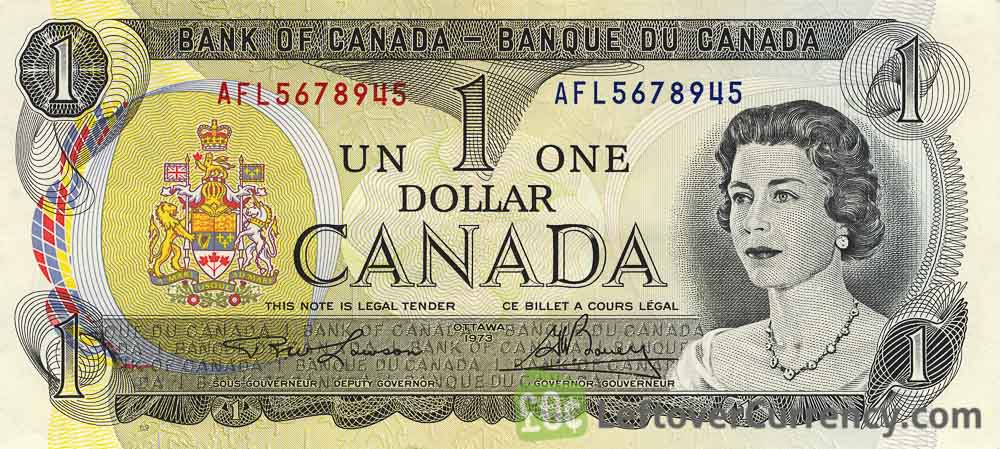 BANK OF CANADA – BANQUE DU CANADA
1
1
AFL5678945
AFL5678945
1
UN
ONE
DOLLAR
CANADA
THIS NOTE IS LEGAL TENDER
CE BILLET A COURS LÉGAL
OTTAWA
1973
SOUS-GOUVERNEUR DEPUTY GOVERNOR
GOVERNOR-GOUVERNEUR
1
1
1
LeftoverCurrency.com